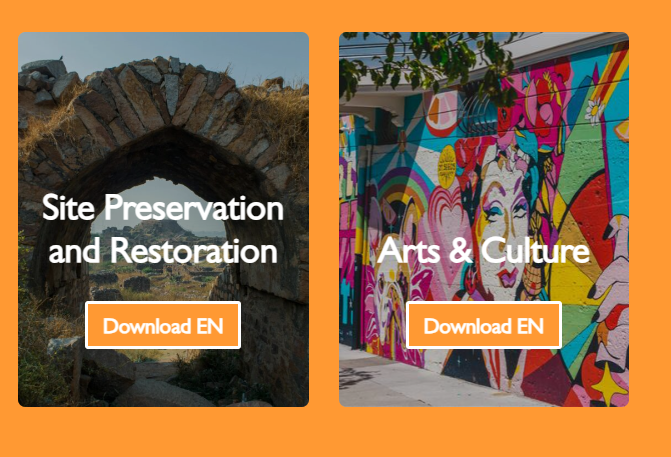 Site Preservation
and Restoration
Download EN
Arts & Culture
Download EN